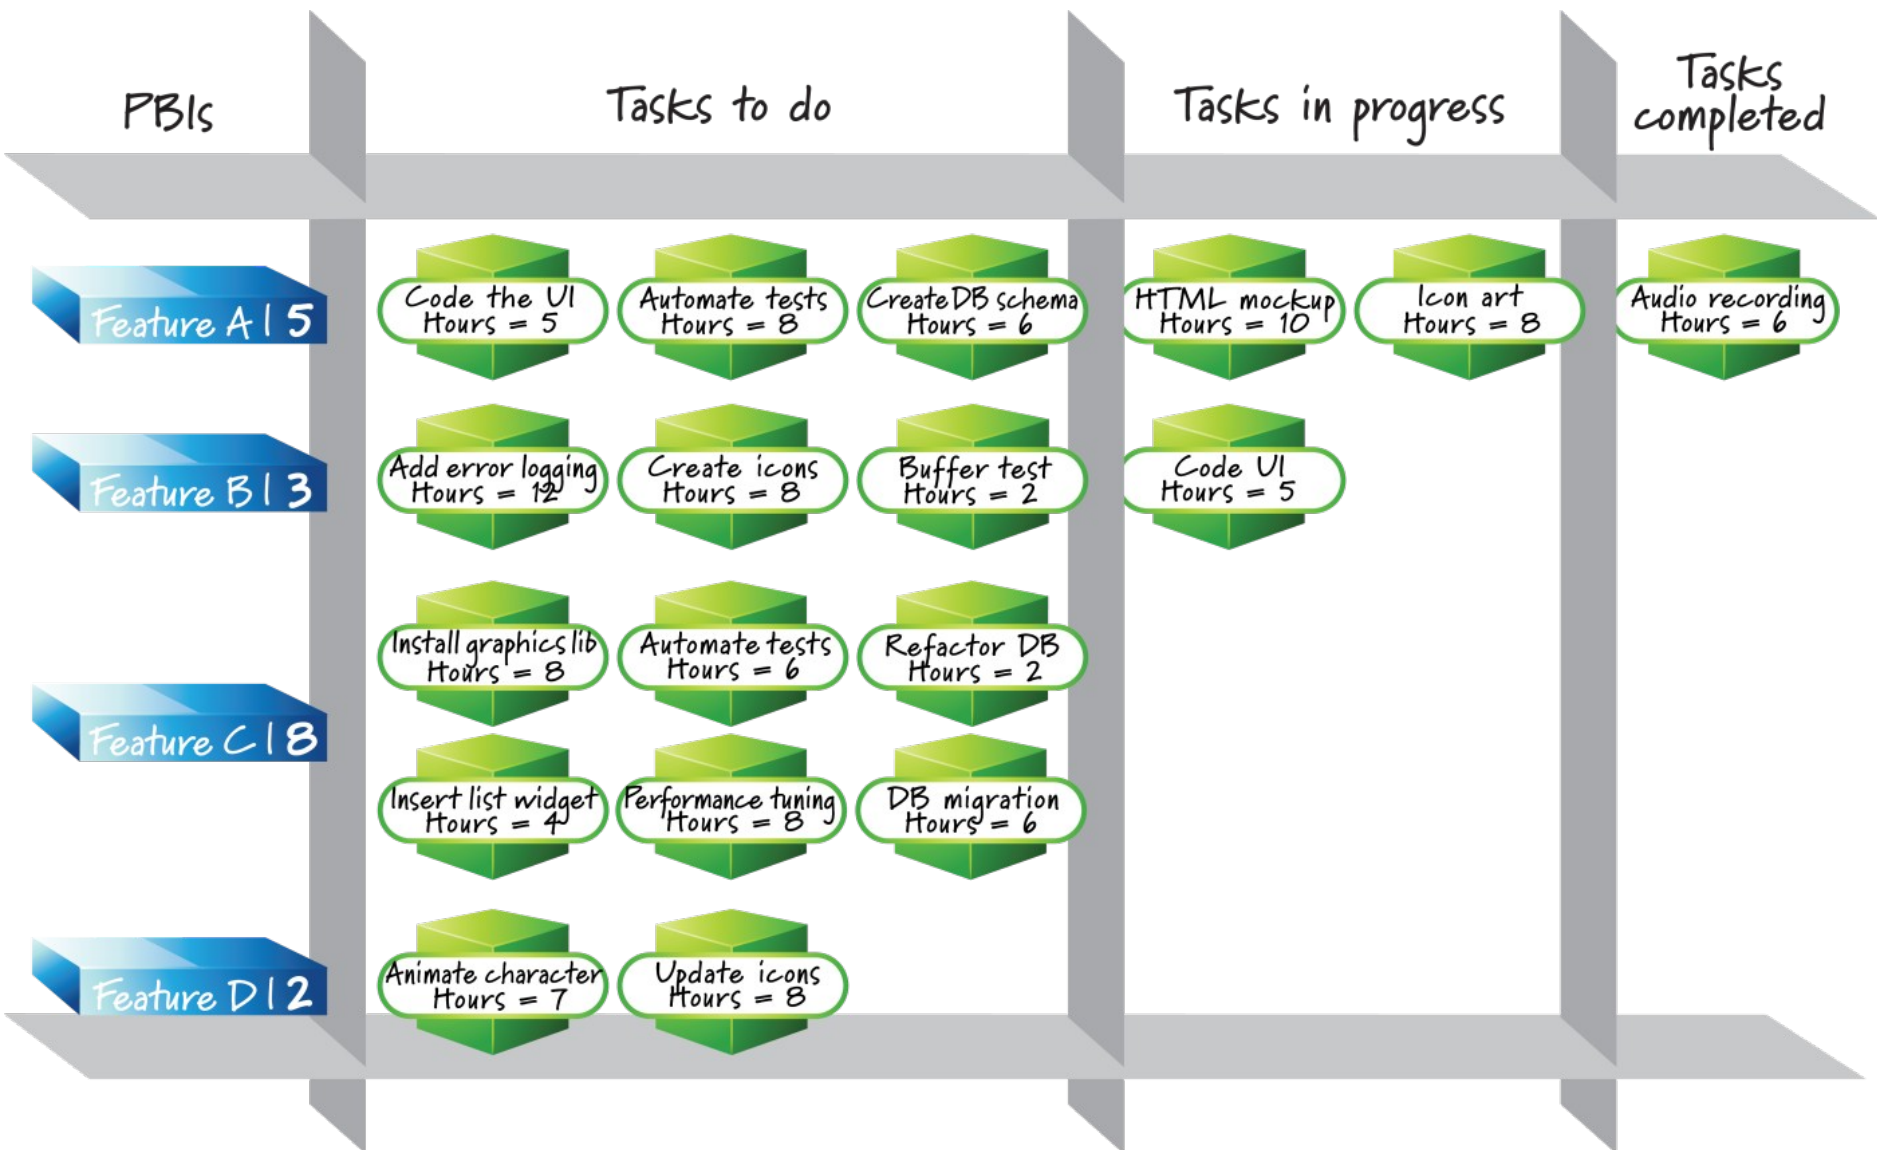 PBIs
Tasks to do
Tasks in progress
Tasks
completed
Feature A | 5
Code the UI
Hours = 5
Automate tests
Hours = 8
Create DB schema
Hours = 6
HTML mockup
Hours = 10
Icon art
Hours = 8
Audio recording
Hours = 6
Feature B | 3
Add error logging
Hours = 12
Create icons
Hours = 8
Buffer test
Hours = 2
Code UI
Hours = 5
Feature C | 8
Install graphics lib
Hours = 8
Automate tests
Hours = 6
Refactor DB
Hours = 2
Insert list widget
Hours = 4
Performance tuning
Hours = 8
DB migration
Hours = 6
Feature D | 2
Animate character
Hours = 7
Update icons
Hours = 8